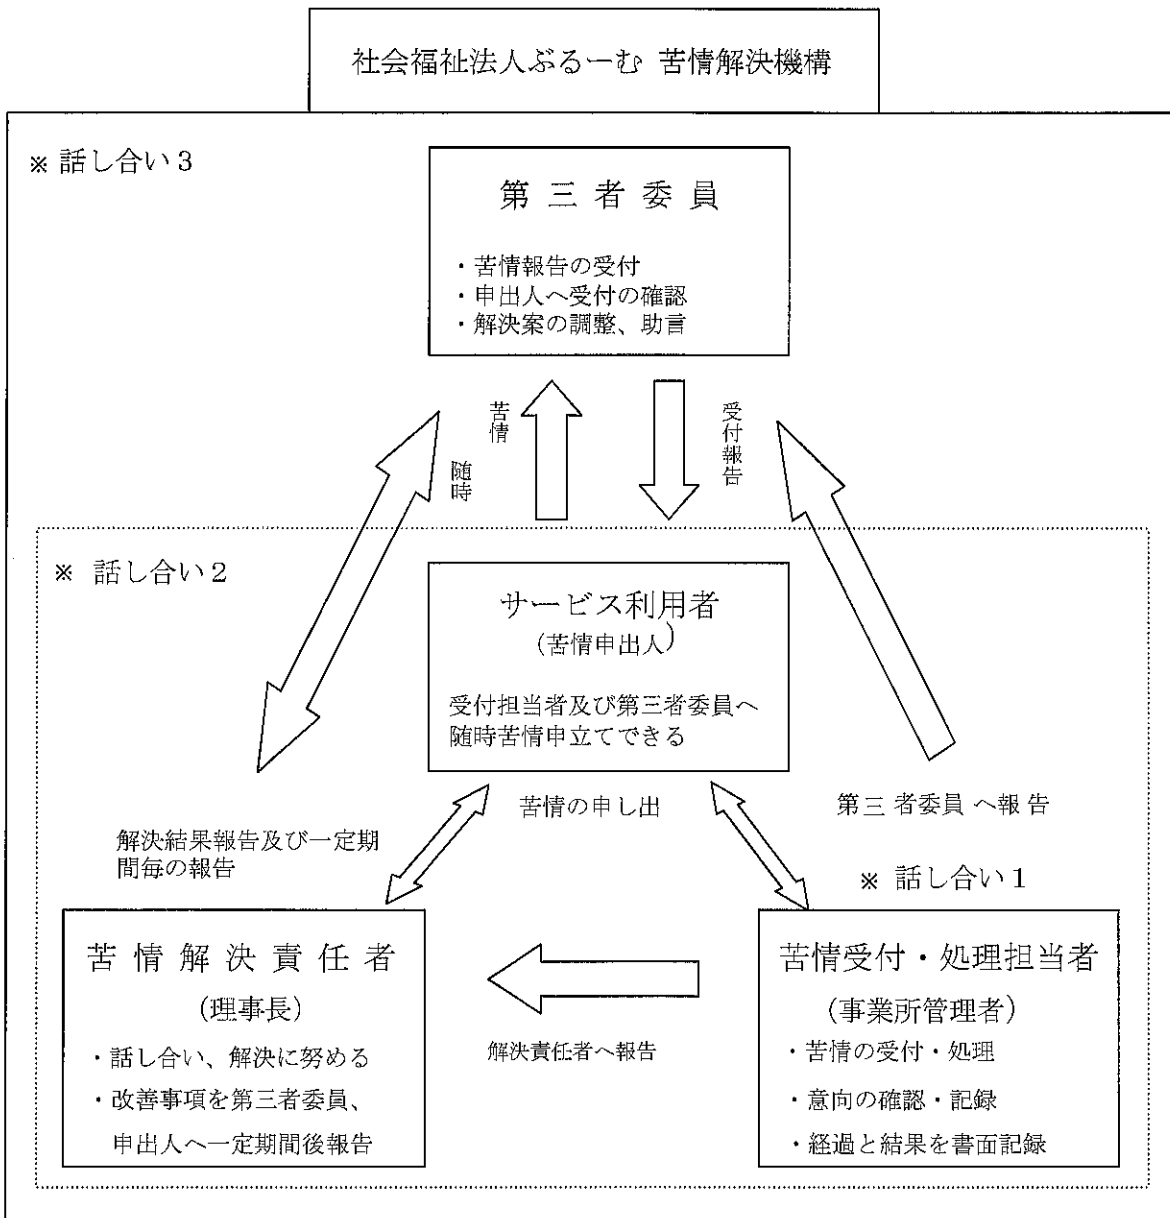 社会福祉法人ぶるーむ 苦情解決機構
※ 話し合い３
第三者委員
・苦情報告の受付
・申出人へ受付の確認
・解決案の調整、助言
苦情
随時
受付報告
※ 話し合い２
サービス利用者
（苦情申出人）
受付担当者及び第三者委員へ
随時苦情申立てできる
苦情の申し出
第三者委員へ報告
解決結果報告及び一定期
間毎の報告
※ 話し合い１
苦情解決責任者
（理事長）
・話し合い、解決に努める
・改善事項を第三者委員、
申出人へ一定期間後報告
解決責任者へ報告
苦情受付・処理担当者
（事業所管理者）
・苦情の受付・処理
・意向の確認・記録
・経過と結果を書面記録